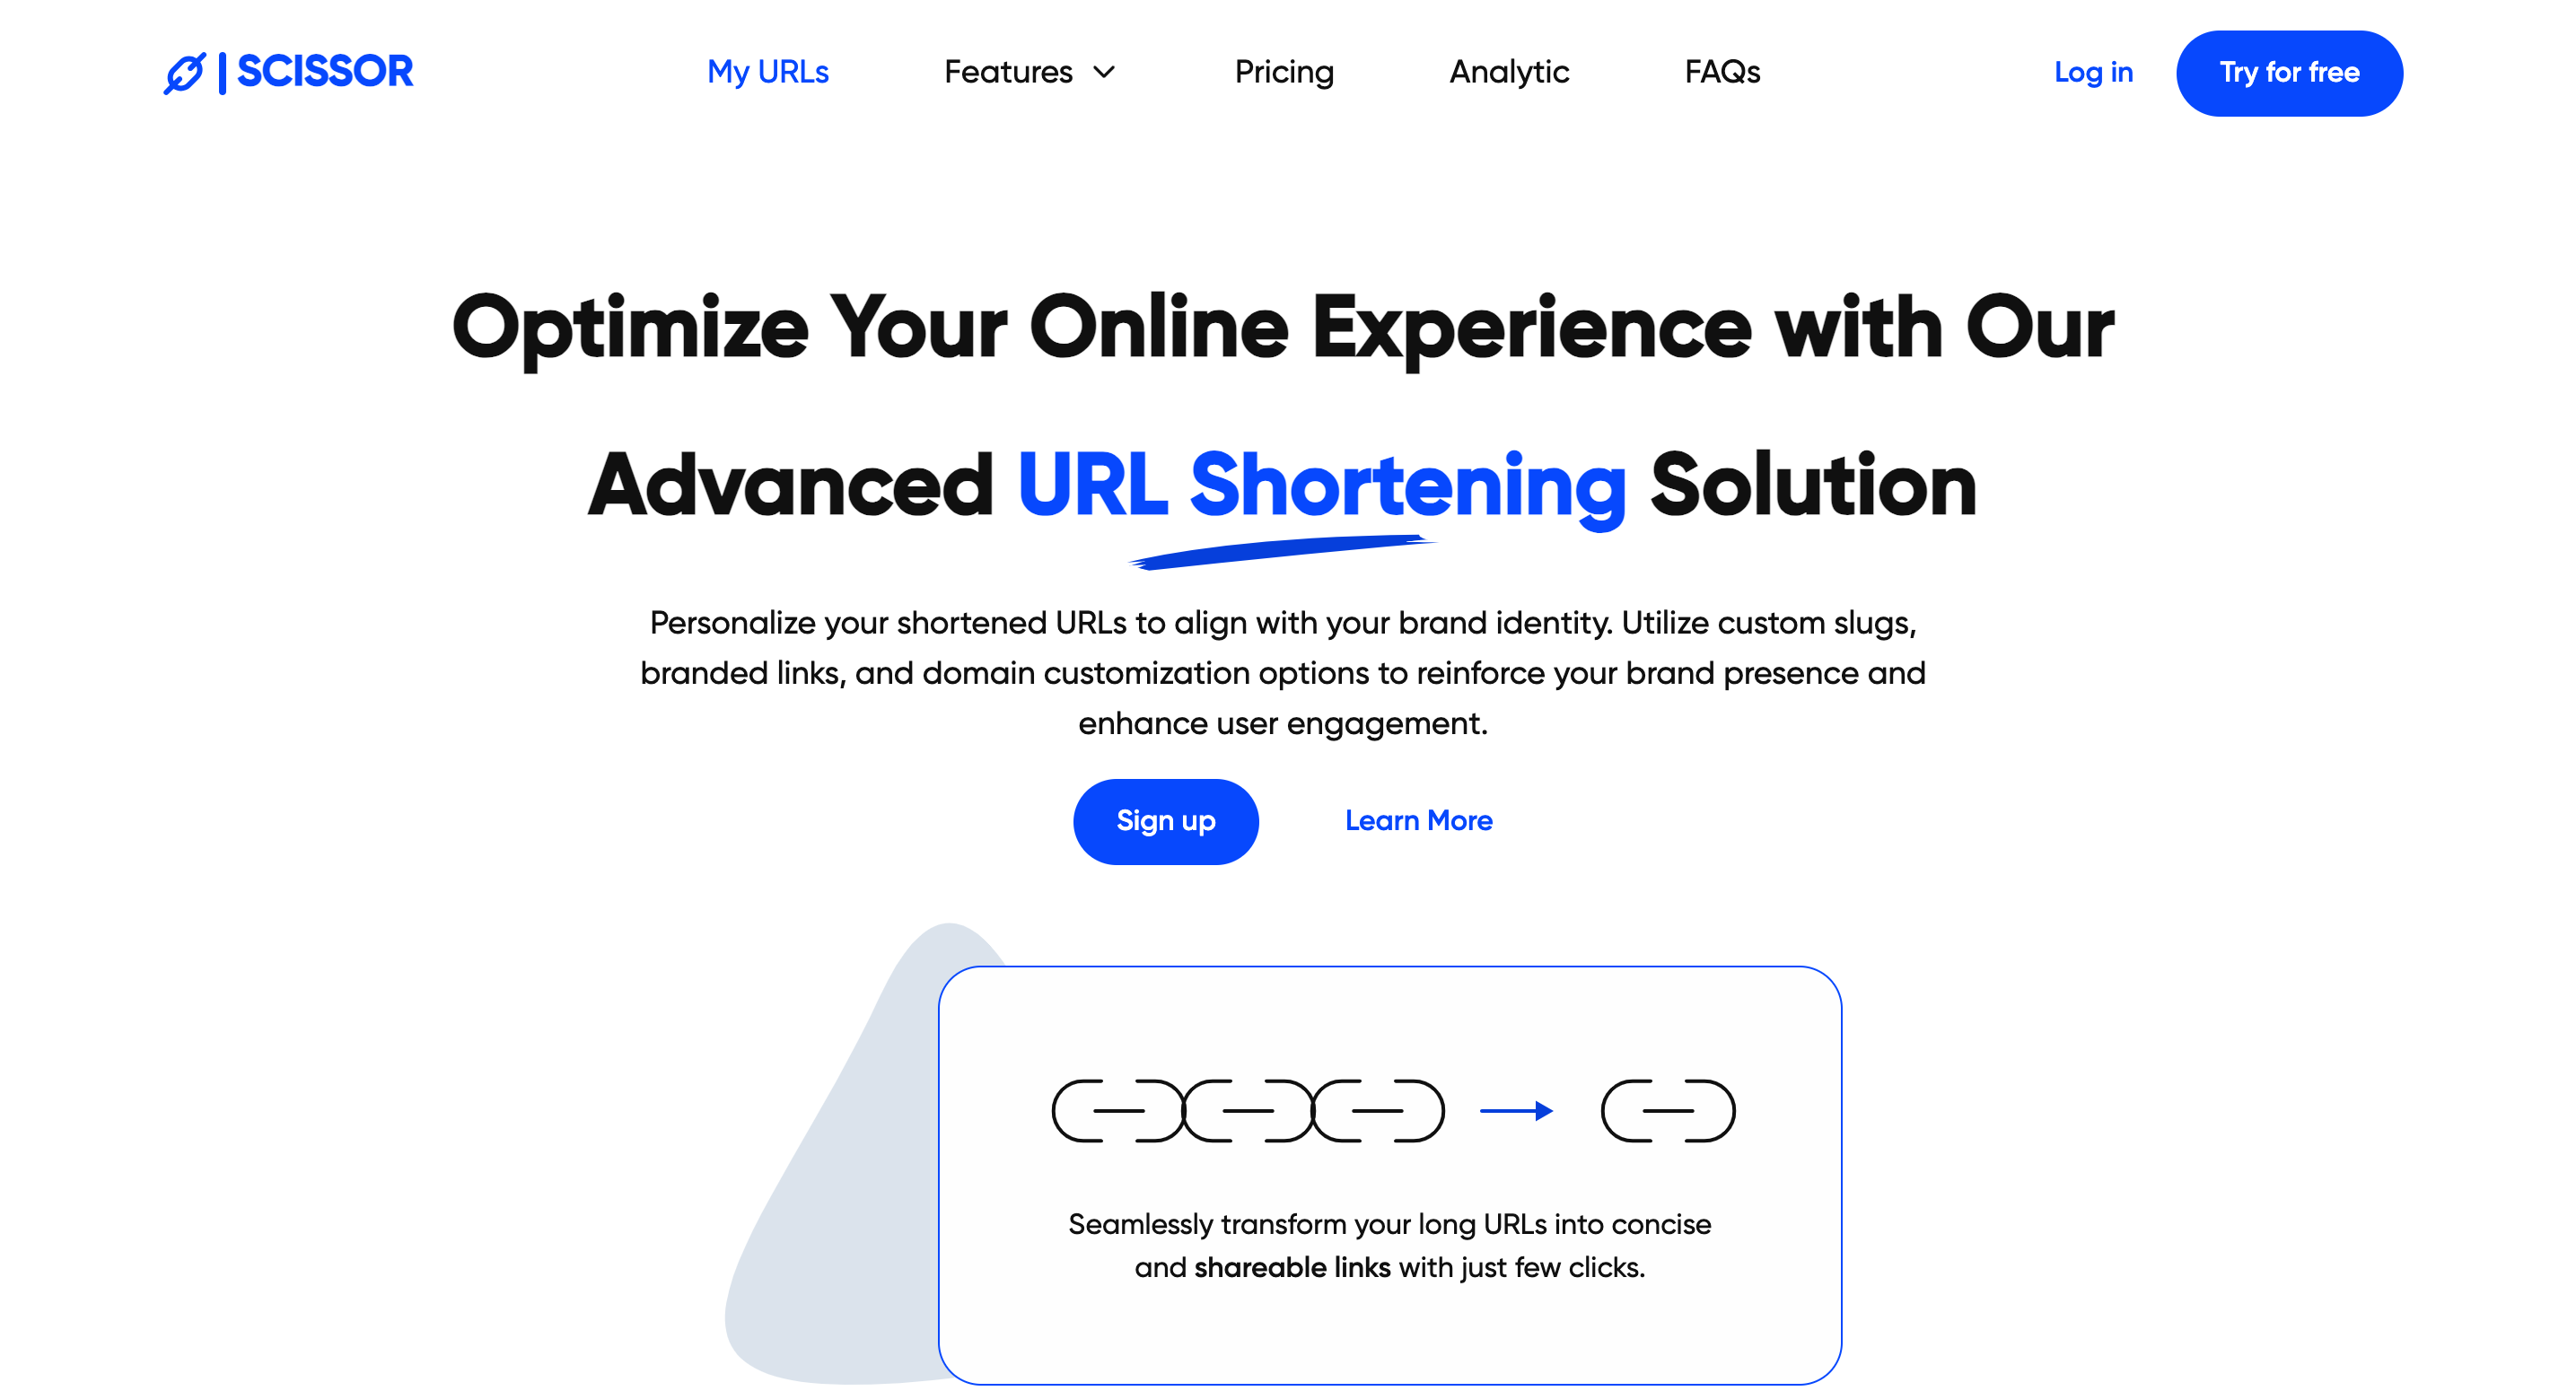 SCISSOR
My URLs
Features
Pricing
Analytic
FAQs
Log in
Try for free
Optimize Your Online Experience with Our
Advanced URL Shortening Solution
Personalize your shortened URLs to align with your brand identity. Utilize custom slugs,
branded links, and domain customization options to reinforce your brand presence and
enhance user engagement.
Sign up
Learn More
Seamlessly transform your long URLs into concise
and shareable links with just few clicks.